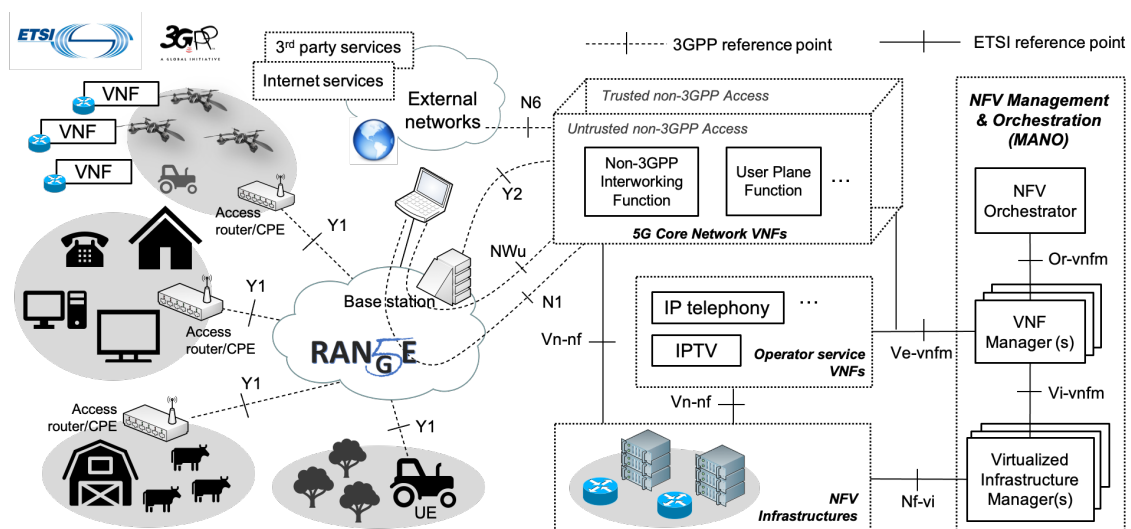 ETSI
3GPP
A GLOBAL INITIATIVE
3rd party services
Internet services
External
networks
N6
3GPP reference point
ETSI reference point
VNF
VNF
VNF
Access
router/CPE
Y1
Y2
NWu
N1
Trusted non-3GPP Access
Untrusted non-3GPP Access
Non-3GPP
Interworking
Function
User Plane
Function
...
5G Core Network VNFs
NFV Management
& Orchestration
(MANO)
NFV
Orchestrator
Or-vnfm
VNF
Manager (s)
Vi-vnfm
Virtualized
Infrastructure
Manager(s)
Y1
Access
router/CPE
Base station
RAN5GE
Vn-nf
IP telephony
...
IPTV
Operator service
VNFs
Ve-vnfm
Vn-nf
Y1
Access
router/CPE
Y1
UE
NFV
Infrastructures
Nf-vi